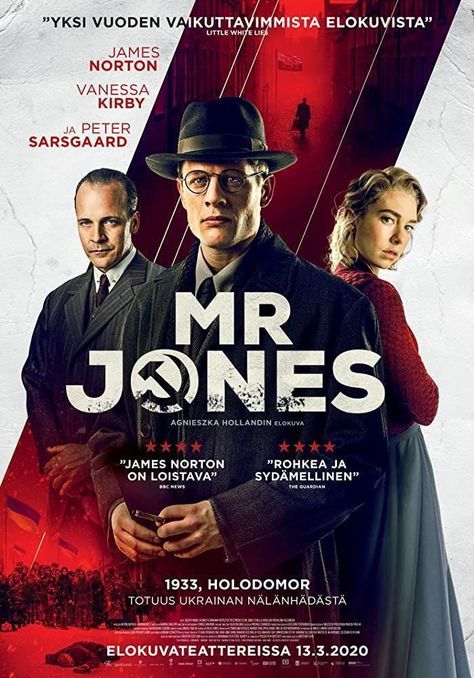 "YKSI VUODEN VAIKUTTAVIMMISTA ELOKUVISTA"
LITTLE WHITE LIES
JAMES
NORTON
VANESSA
KIRBY
JA PETER
SARSGAARD
MR
JONES
AGNIESZKA HOLLANDIN ELOKUVA
"JAMES NORTON
ON LOISTAVA"
BBC NEWS
"ROHKEA JA
SYDÄMELLINEN"
THE GUARDIAN
1933, HOLODOMOR
TOTUUS UKRAINAN NÄLÄNHÄDÄSTÄ
ELOKUVATEATTEREISSA 13.3.2020